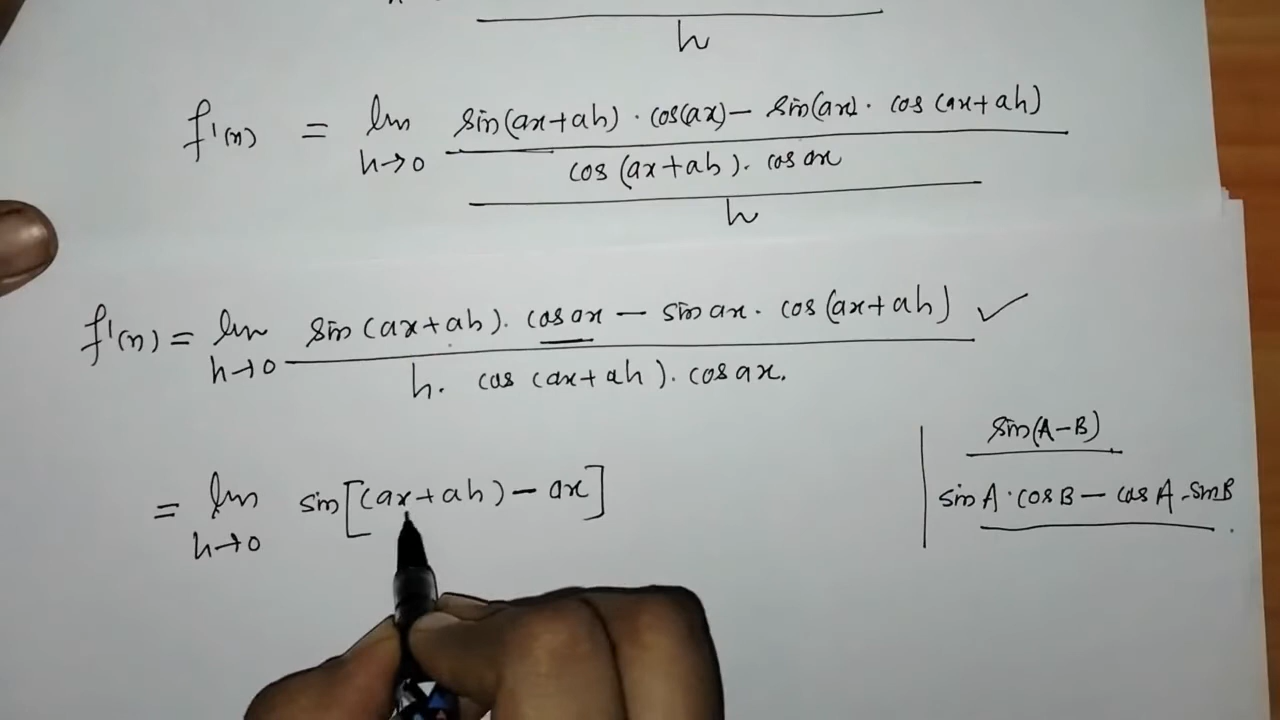 h
f'(x) = lim sin(ax+ah) · cos(ax) – sin(ax) · cos(ax+ah)
h→0 cos(ax+ah). cos ax
h
f'(x) = lim sin(ax+ah). cos ax – sin ax · cos(ax+ah) ✓
h→0 h. cos(ax+ah). cos ax.
sin(A–B)
= lim sin[(ax+ah) – ax]
h→0
sin A · cos B – cos A · sin B